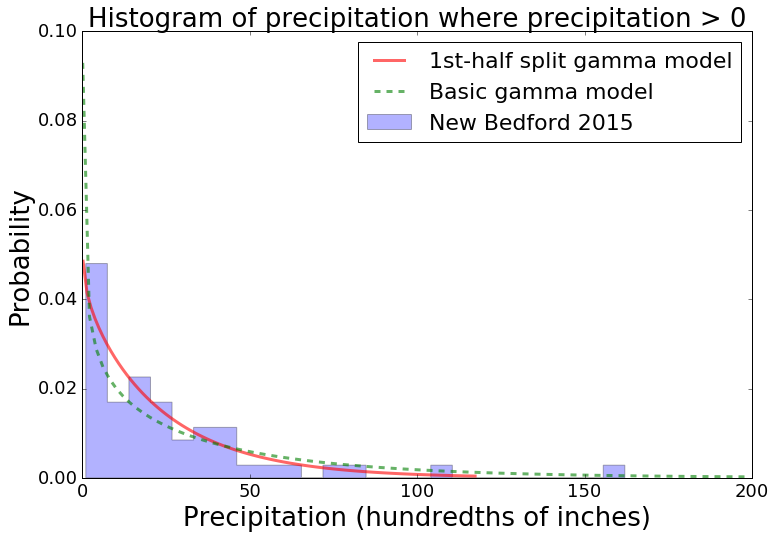 Histogram of precipitation where precipitation > 0
1st-half split gamma model
Basic gamma model
New Bedford 2015
Probability
0.10
0.08
0.06
0.04
0.02
0.00
0 50 100 150 200
Precipitation (hundredths of inches)